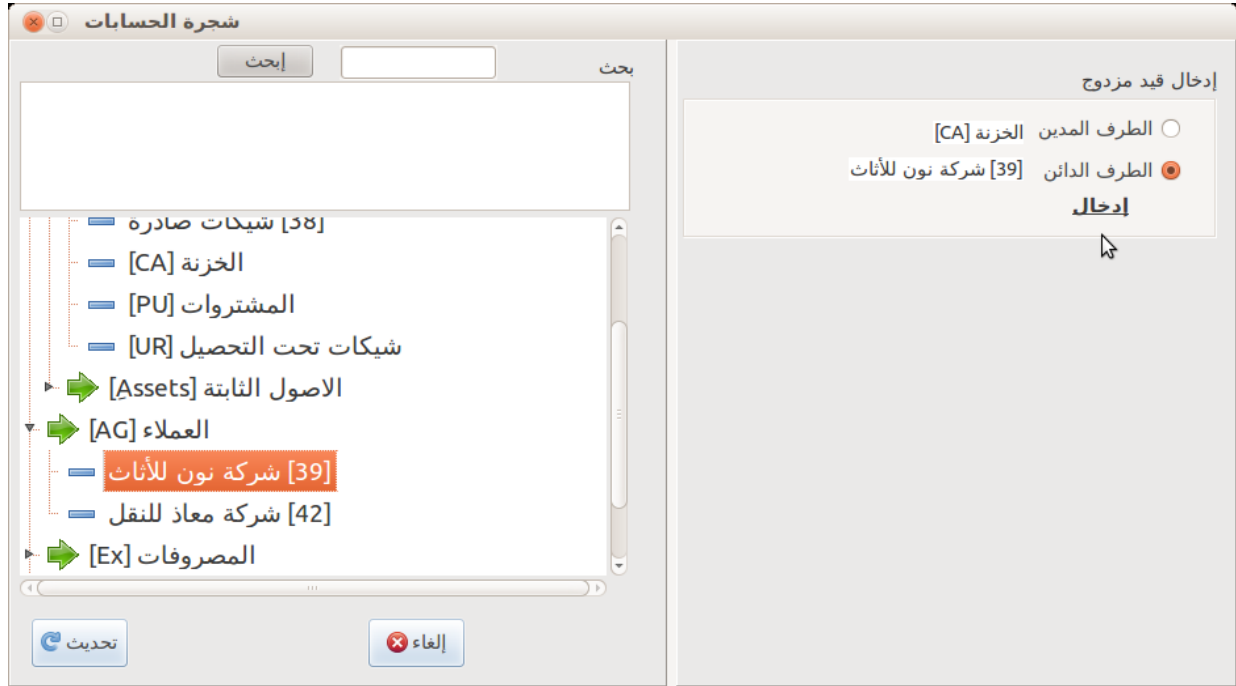 شجرة الحسابات
إدخال قيد مزدوج
الطرف المدين الخزنة [CA]
الطرف الدائن [39] شركة نون للأثاث
إدخال
بحث إبحث
[38] شيكات صادرة
الخزنة [CA]
المشتروات [PU]
شيكات تحت التحصيل [UR]
الاصول الثابتة [Assets]
العملاء [AG]
[39] شركة نون للأثاث
[42] شركة معاذ للنقل
المصروفات [Ex]
إلغاء
تحديث